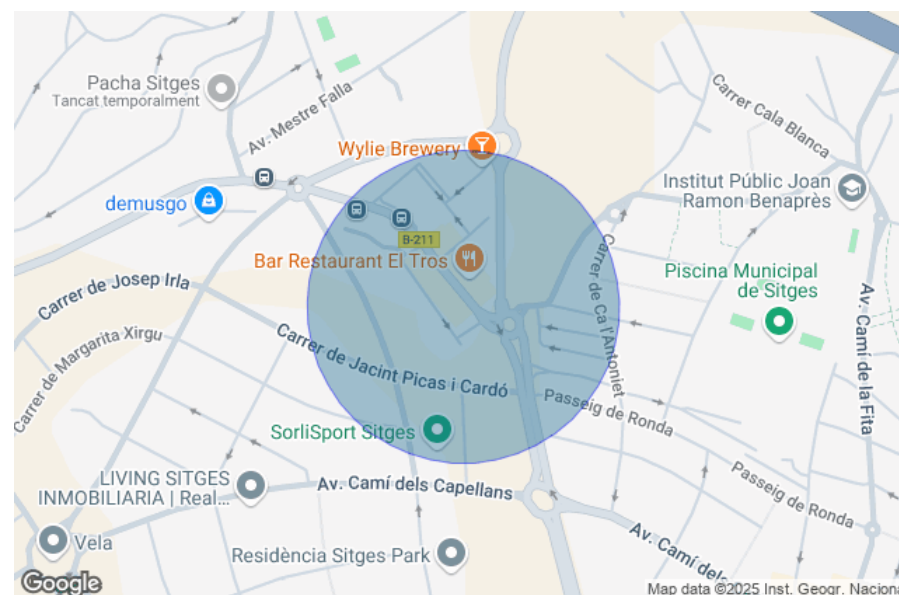 Pacha Sitges
Tancat temporalment
Av. Mestre Falla
Carrer Cala Blanca
Wylie Brewery
Institut Públic Joan
Ramon Benaprès
demusgo
B-211
Bar Restaurant El Tros
Carrer de Ca l'Antoniet
Piscina Municipal
de Sitges
Carrer de Josep Irla
Carrer de Margarita Xirgu
Carrer de Jacint Picas i Cardó
Av. Camí de la Fita
Passeig de Ronda
SorliSport Sitges
LIVING SITGES
INMOBILIARIA | Real...
Av. Camí dels Capellans
Passeig de Ronda
Vela
Residència Sitges Park
Av. Camí dels
Google
Map data ©2025 Inst. Geogr. Naciona